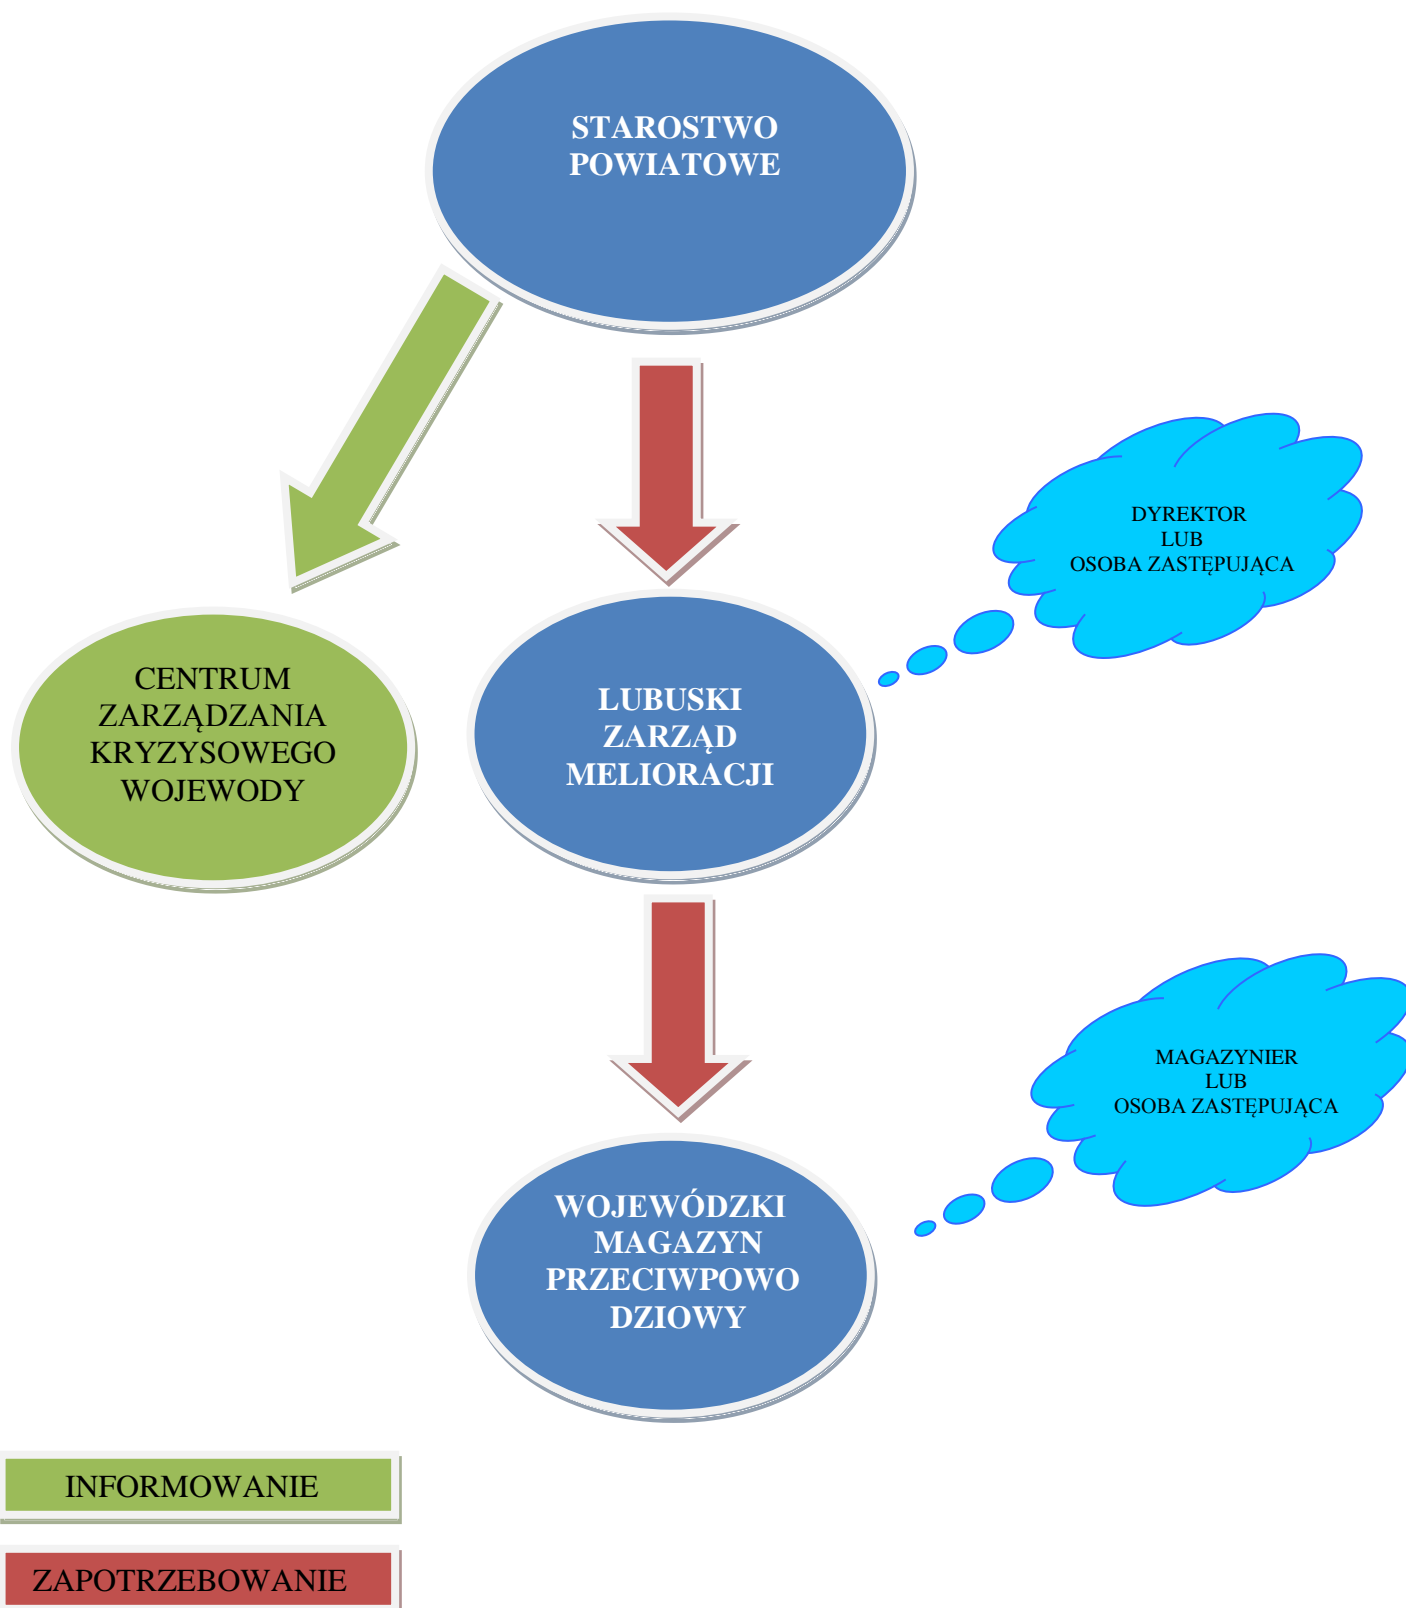 STAROSTWO
POWIATOWE
DYREKTOR
LUB
OSOBA ZASTĘPUJĄCA
CENTRUM
ZARZĄDZANIA
KRYZYSOWEGO
WOJEWODY
LUBUSKI
ZARZĄD
MELIORACJI
MAGAZYNIER
LUB
OSOBA ZASTĘPUJĄCA
WOJEWÓDZKI
MAGAZYN
PRZECIWPOWO
DZIOWY
INFORMOWANIE
ZAPOTRZEBOWANIE